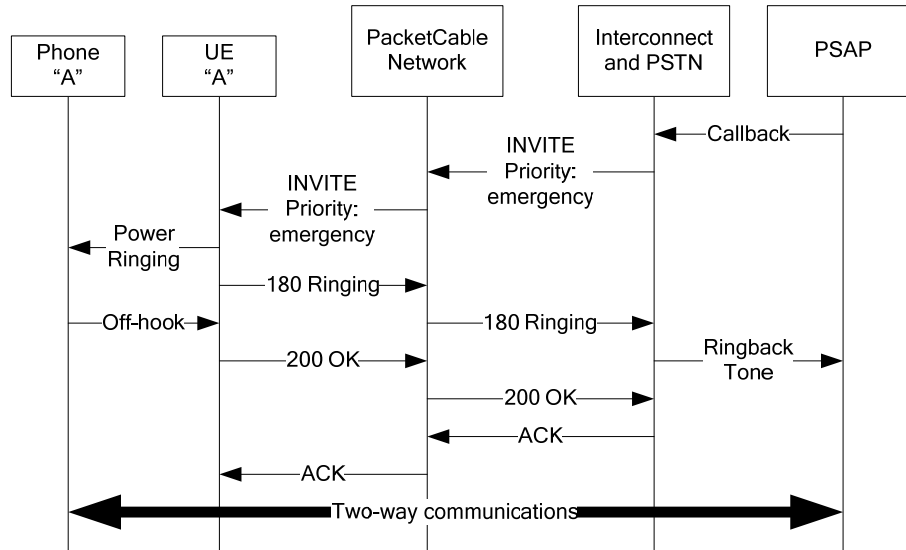 Phone
“A”
UE
“A”
PacketCable
Network
Interconnect
and PSTN
PSAP
Callback
INVITE
Priority:
emergency
INVITE
Priority:
emergency
Power
Ringing
180 Ringing
Off-hook
180 Ringing
200 OK
Ringback
Tone
200 OK
ACK
ACK
Two-way communications